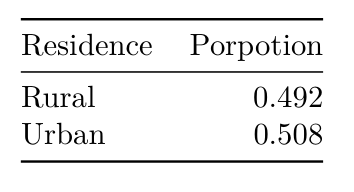 Residence Porpotion
Rural 0.492
Urban 0.508